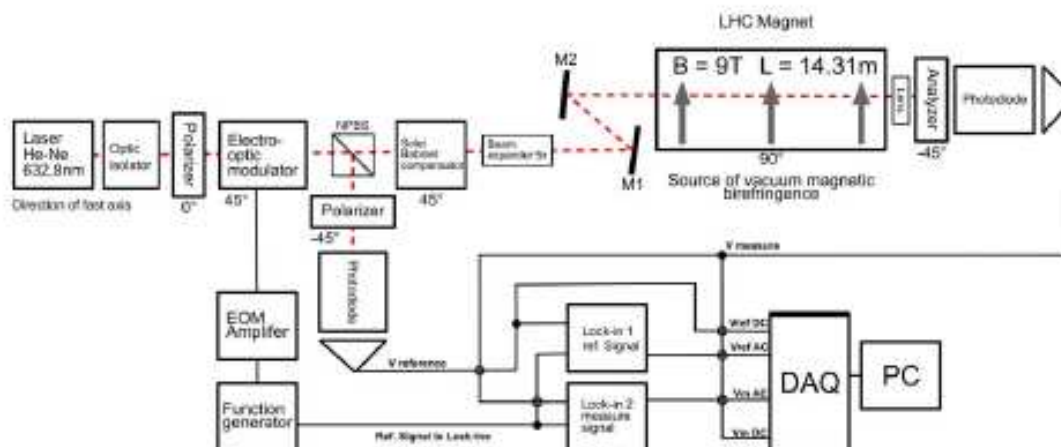 LHC Magnet
M2
B = 9T L = 14.31m
Lens
Analyzer
Photodiode
-45°
Laser
He-Ne
632.8nm
Optic
isolator
Polarizer
Electro-
optic
modulator
NPBS
Solei
Babinet
compensator
Beam
expander 5x
M1
90°
Source of vacuum magnetic
birefringence
Direction of fast axis
0°
45°
45°
Polarizer
-45°
Photodiode
V measure
EOM
Amplifer
Lock-in 1
ref. Signal
Vref DC
Vref AC
DAQ
PC
V reference
Function
generator
Lock-in 2
measure
signal
Vm AC
Vm DC
Ref. Signal to Lock-ins